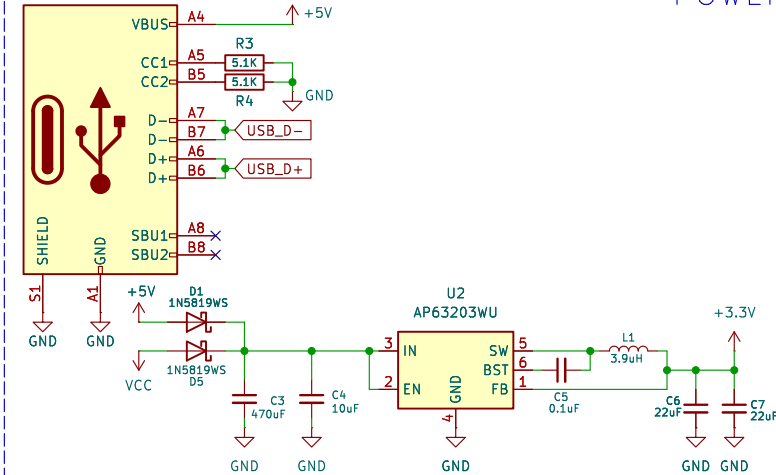 POWER
VBUS A4 +5V
CC1 A5 R3 5.1K
CC2 B5 5.1K R4 GND
D- A7
D- B7 USB_D-
D+ A6
D+ B6 USB_D+
SBU1 A8
SBU2 B8
SHIELD GND
S1 A1
GND GND
+5V D1 1N5819WS
VCC 1N5819WS D5
C3 470uF
C4 10uF
U2
AP63203WU
3 IN SW 5
BST 6
2 EN FB 1
GND
4
L1
3.9uH
C5
0.1uF
+3.3V
C6 22uF
C7 22uF
GND GND GND GND GND